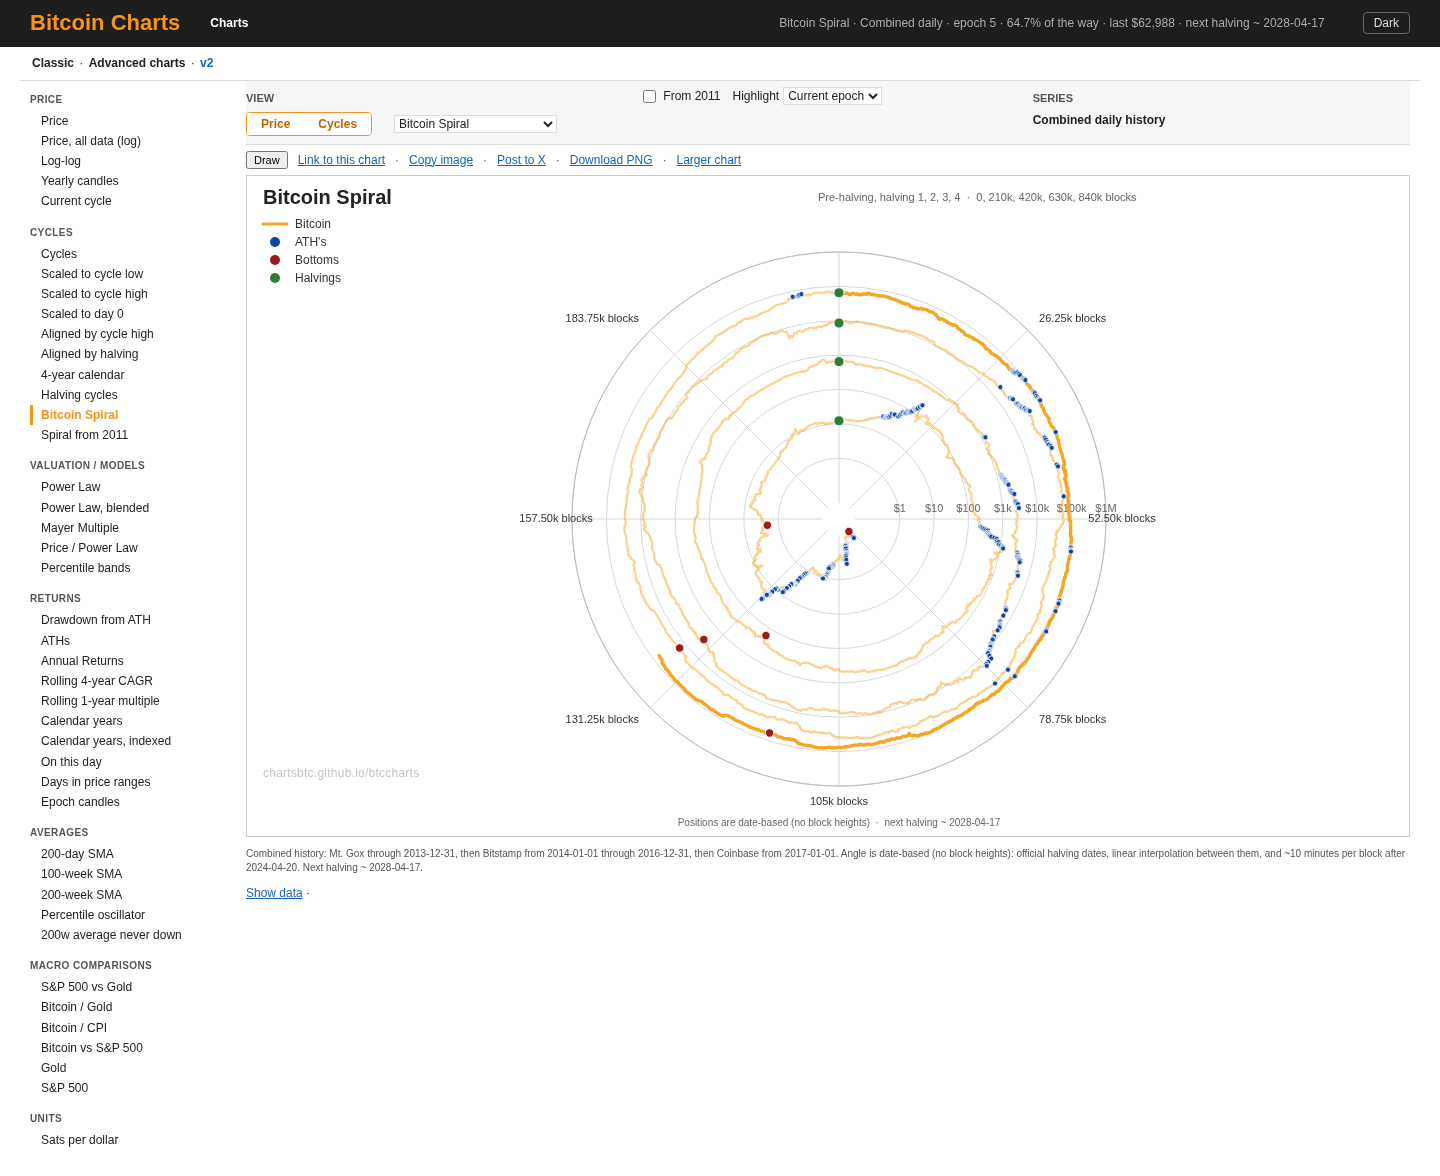 Bitcoin Charts
Charts
Bitcoin Spiral · Combined daily · epoch 5 · 64.7% of the way · last $62,988 · next halving ~ 2028-04-17
Dark
Classic · Advanced charts · v2
PRICE
Price
Price, all data (log)
Log-log
Yearly candles
Current cycle
CYCLES
Cycles
Scaled to cycle low
Scaled to cycle high
Scaled to day 0
Aligned by cycle high
Aligned by halving
4-year calendar
Halving cycles
Bitcoin Spiral
Spiral from 2011
VALUATION / MODELS
Power Law
Power Law, blended
Mayer Multiple
Price / Power Law
Percentile bands
RETURNS
Drawdown from ATH
ATHs
Annual Returns
Rolling 4-year CAGR
Rolling 1-year multiple
Calendar years
Calendar years, indexed
On this day
Days in price ranges
Epoch candles
AVERAGES
200-day SMA
100-week SMA
200-week SMA
Percentile oscillator
200w average never down
MACRO COMPARISONS
S&P 500 vs Gold
Bitcoin / Gold
Bitcoin / CPI
Bitcoin vs S&P 500
Gold
S&P 500
UNITS
Sats per dollar
VIEW
Price Cycles
Bitcoin Spiral
From 2011 Highlight Current epoch
SERIES
Combined daily history
Draw Link to this chart · Copy image · Post to X · Download PNG · Larger chart
Bitcoin Spiral
Pre-halving, halving 1, 2, 3, 4 · 0, 210k, 420k, 630k, 840k blocks
Bitcoin
ATH's
Bottoms
Halvings
183.75k blocks
26.25k blocks
157.50k blocks
$1 $10 $100 $1k $10k $100k $1M
52.50k blocks
131.25k blocks
78.75k blocks
105k blocks
chartsbtc.github.io/btccharts
Positions are date-based (no block heights) · next halving ~ 2028-04-17
Combined history: Mt. Gox through 2013-12-31, then Bitstamp from 2014-01-01 through 2016-12-31, then Coinbase from 2017-01-01. Angle is date-based (no block heights): official halving dates, linear interpolation between them, and ~10 minutes per block after
2024-04-20. Next halving ~ 2028-04-17.
Show data ·